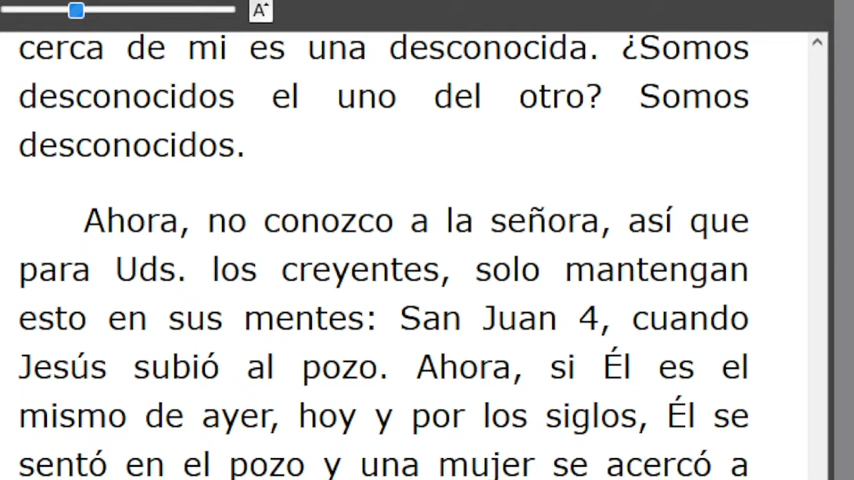 A
cerca de mi es una desconocida. ¿Somos
desconocidos el uno del otro? Somos
desconocidos.
Ahora, no conozco a la señora, así que
para Uds. los creyentes, solo mantengan
esto en sus mentes: San Juan 4, cuando
Jesús subió al pozo. Ahora, si Él es el
mismo de ayer, hoy y por los siglos, Él se
sentó en el pozo y una mujer se acercó a